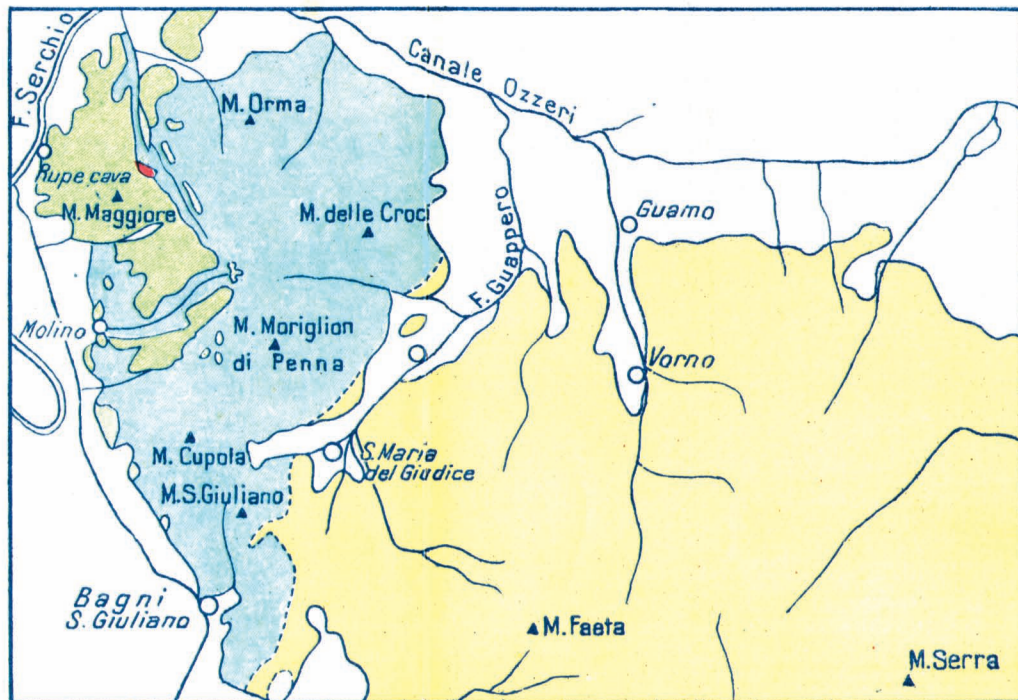 F. Serchio
Canale Ozzeri
M. Orma
Rupe cava
M. Maggiore
M. delle Croci
Guamo
F. Guappero
Molino
M. Moriglion
di Penna
Vorno
M. Cupola
S. Maria
del Giudice
M.S. Giuliano
Bagni
S. Giuliano
M. Faeta
M. Serra